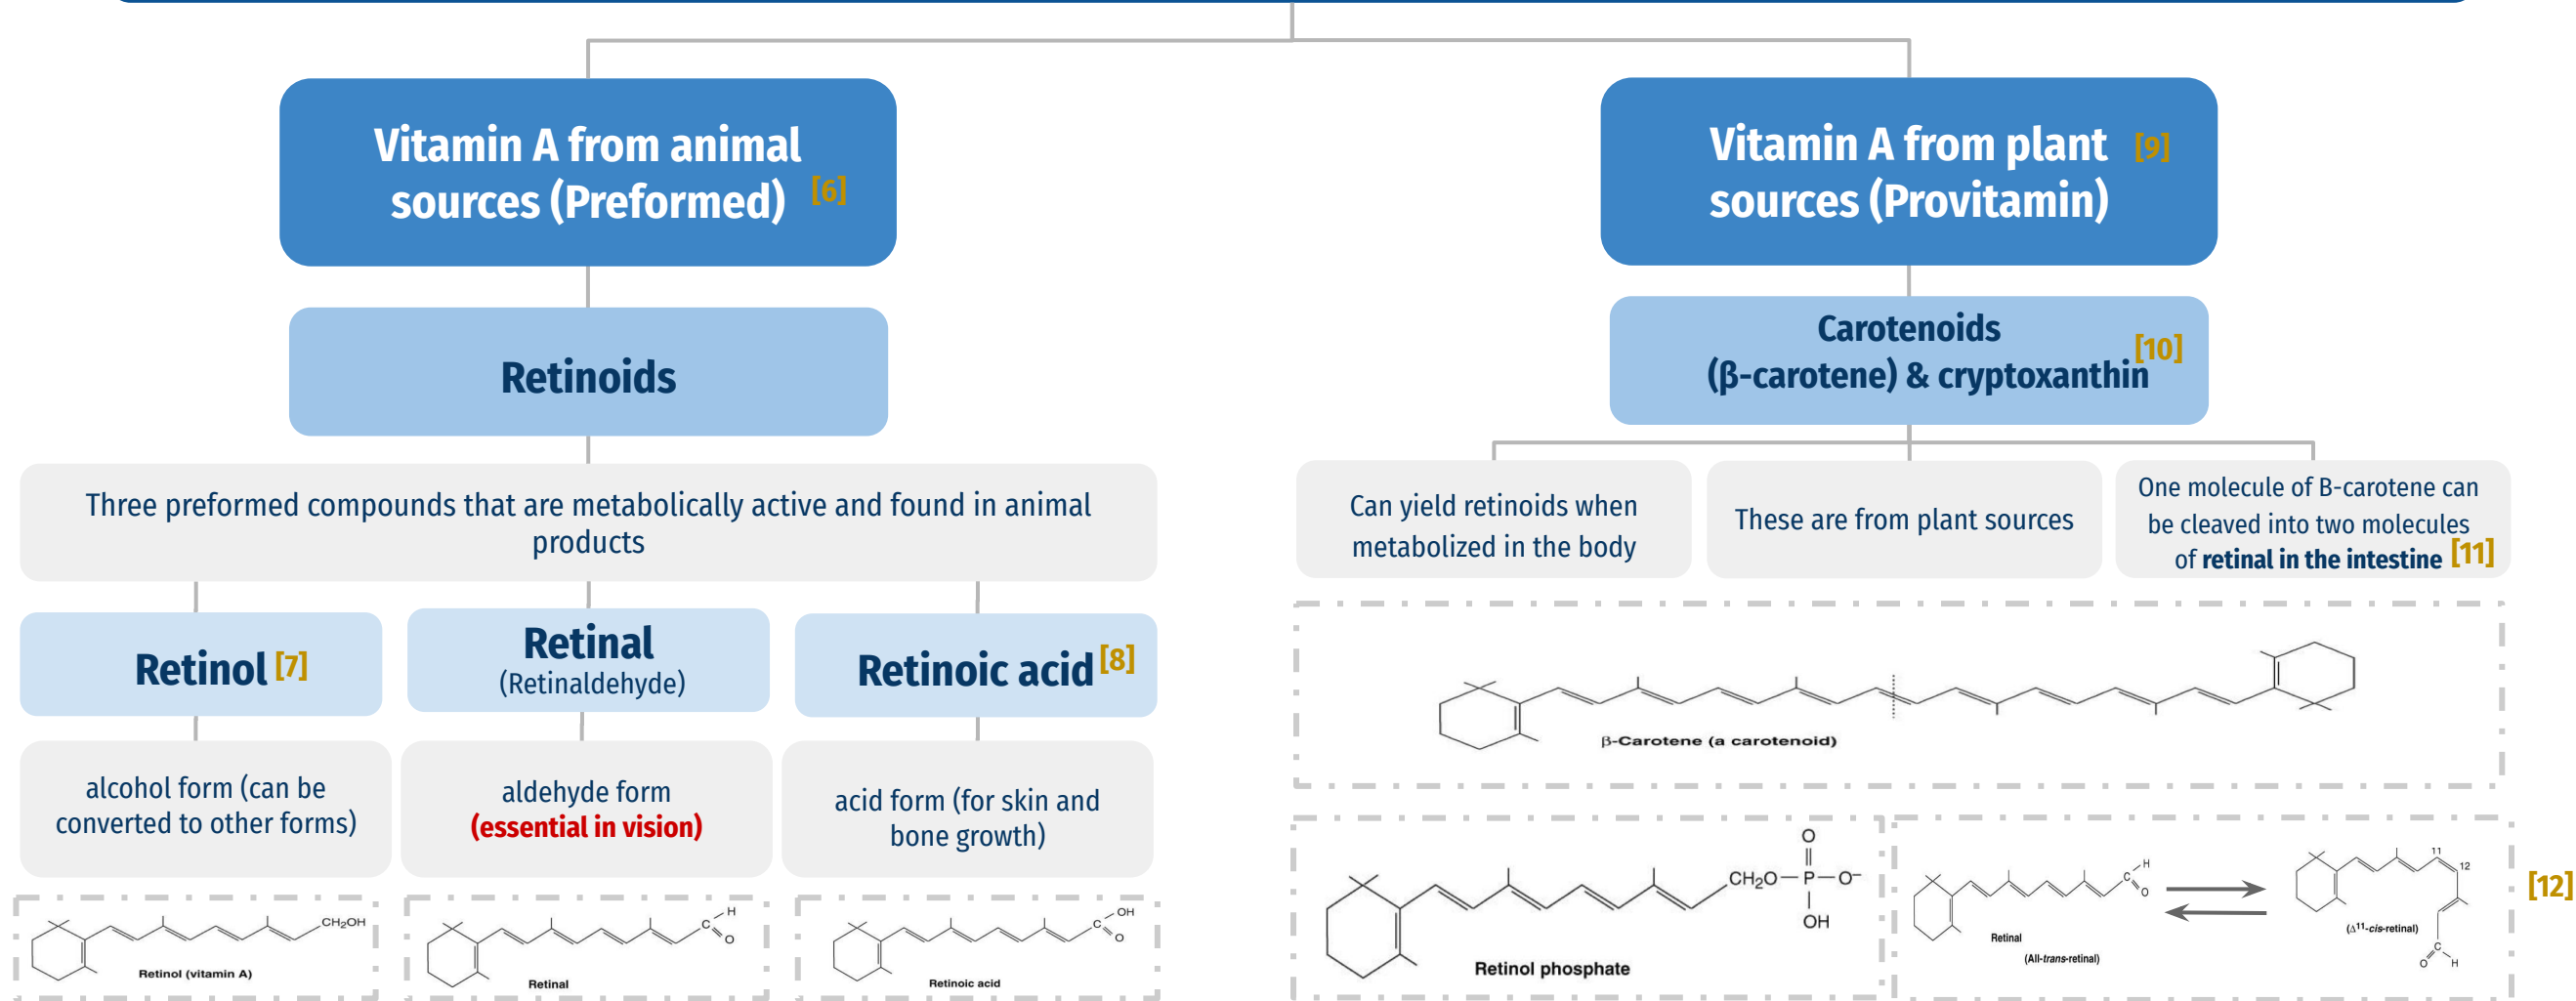 Vitamin A from animal
sources (Preformed) [6]
Retinoids
Three preformed compounds that are metabolically active and found in animal
products
Retinol [7]
alcohol form (can be
converted to other forms)
CH₂OH
Retinol (vitamin A)
Retinal
(Retinaldehyde)
aldehyde form
(essential in vision)
H
C
O
Retinal
Retinoic acid [8]
acid form (for skin and
bone growth)
OH
C
O
Retinoic acid
Vitamin A from plant [9]
sources (Provitamin)
Carotenoids
(β-carotene) & cryptoxanthin [10]
Can yield retinoids when
metabolized in the body
These are from plant sources
One molecule of B-carotene can
be cleaved into two molecules
of retinal in the intestine [11]
β-Carotene (a carotenoid)
O
CH₂O—P—O⁻
OH
Retinol phosphate
H
C
O
Retinal
(All-trans-retinal)
11
12
(Δ¹¹-cis-retinal)
C
O
H
[12]